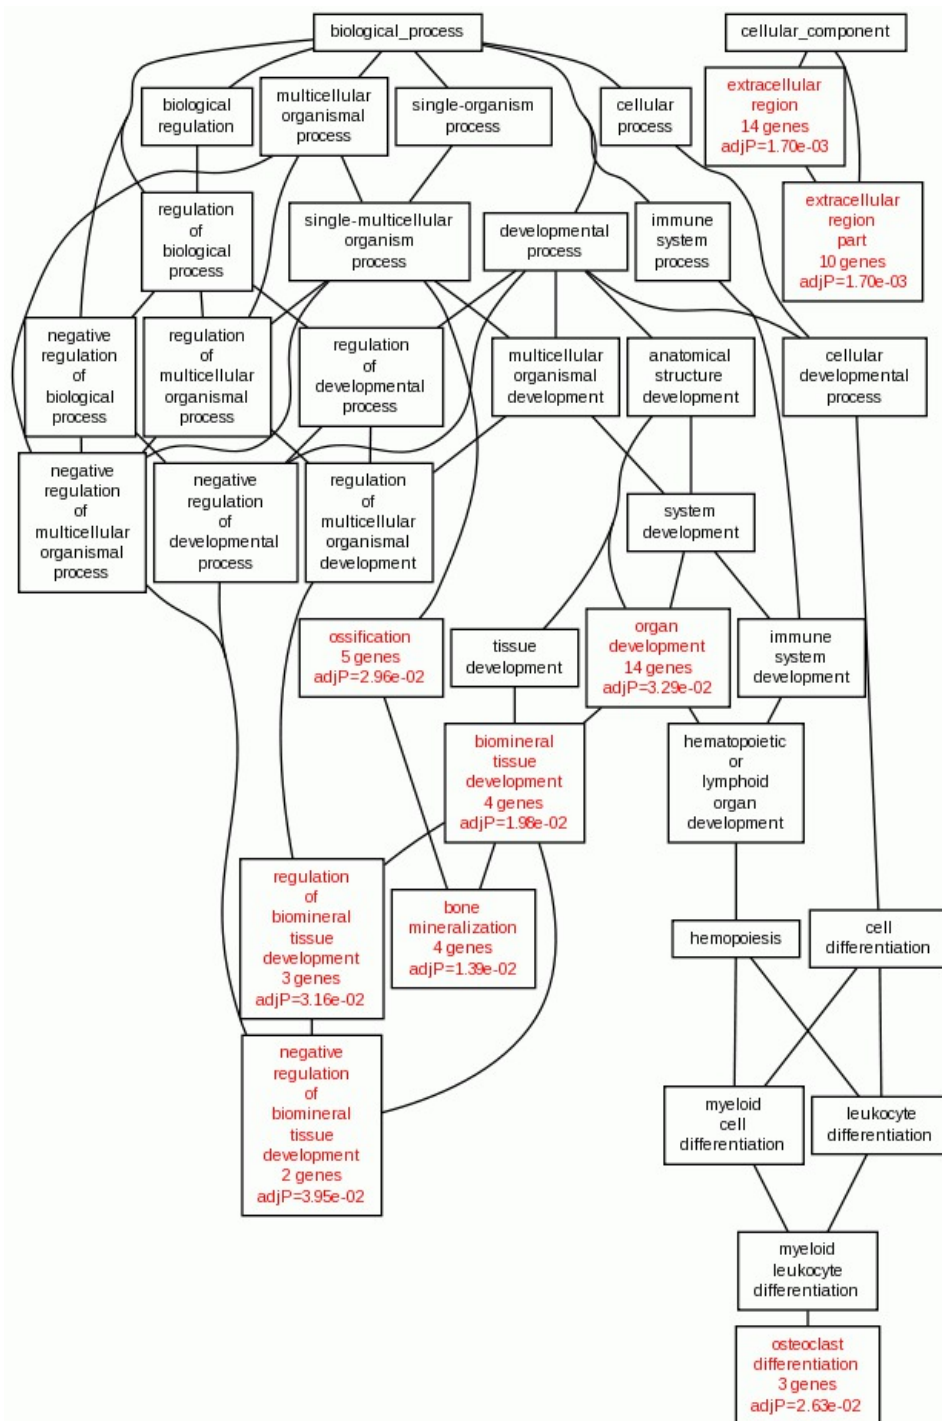 biological_process
cellular_component
extracellular
region
14 genes
adjP=1.70e-03
biological
regulation
multicellular
organismal
process
single-organism
process
cellular
process
extracellular
region
part
10 genes
adjP=1.70e-03
regulation
of
biological
process
single-multicellular
organism
process
developmental
process
immune
system
process
negative
regulation
of
biological
process
regulation
of
multicellular
organismal
process
regulation
of
developmental
process
multicellular
organismal
development
anatomical
structure
development
cellular
developmental
process
negative
regulation
of
multicellular
organismal
process
negative
regulation
of
developmental
process
regulation
of
multicellular
organismal
development
system
development
ossification
5 genes
adjP=2.96e-02
tissue
development
organ
development
14 genes
adjP=3.29e-02
immune
system
development
biomineral
tissue
development
4 genes
adjP=1.98e-02
hematopoietic
or
lymphoid
organ
development
regulation
of
biomineral
tissue
development
3 genes
adjP=3.16e-02
bone
mineralization
4 genes
adjP=1.39e-02
hemopoiesis
cell
differentiation
negative
regulation
of
biomineral
tissue
development
2 genes
adjP=3.95e-02
myeloid
cell
differentiation
leukocyte
differentiation
myeloid
leukocyte
differentiation
osteoclast
differentiation
3 genes
adjP=2.63e-02